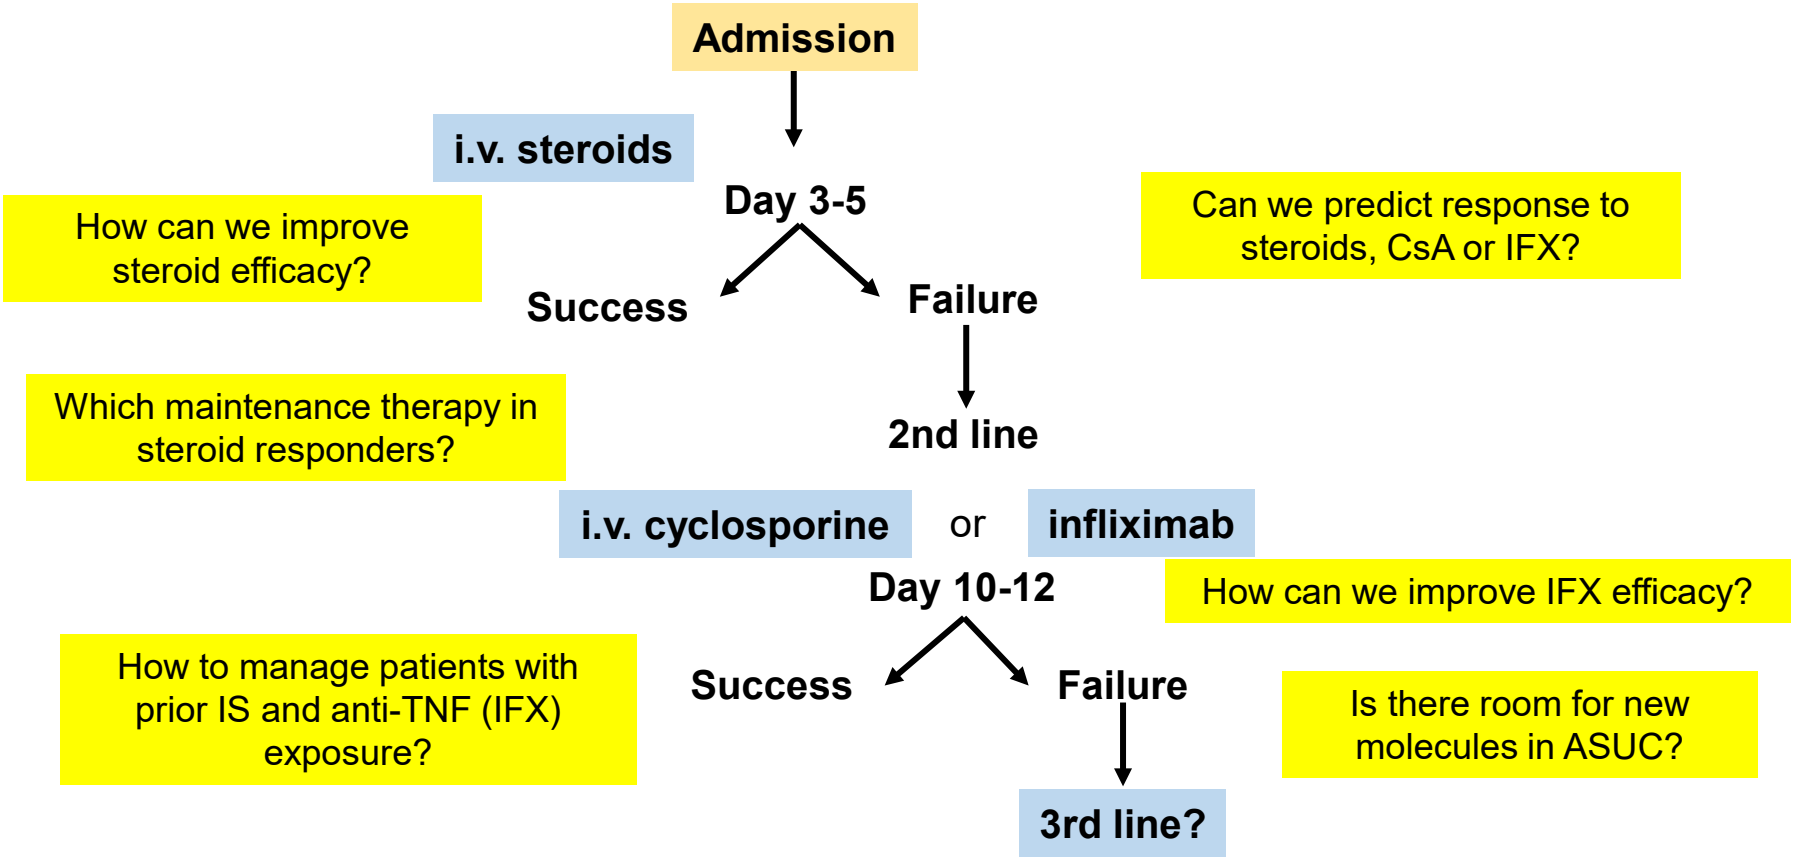 Admission
i.v. steroids
Day 3-5
How can we improve
steroid efficacy?
Can we predict response to
steroids, CsA or IFX?
Success
Failure
Which maintenance therapy in
steroid responders?
2nd line
i.v. cyclosporine
or
infliximab
Day 10-12
How can we improve IFX efficacy?
How to manage patients with
prior IS and anti-TNF (IFX)
exposure?
Success
Failure
Is there room for new
molecules in ASUC?
3rd line?